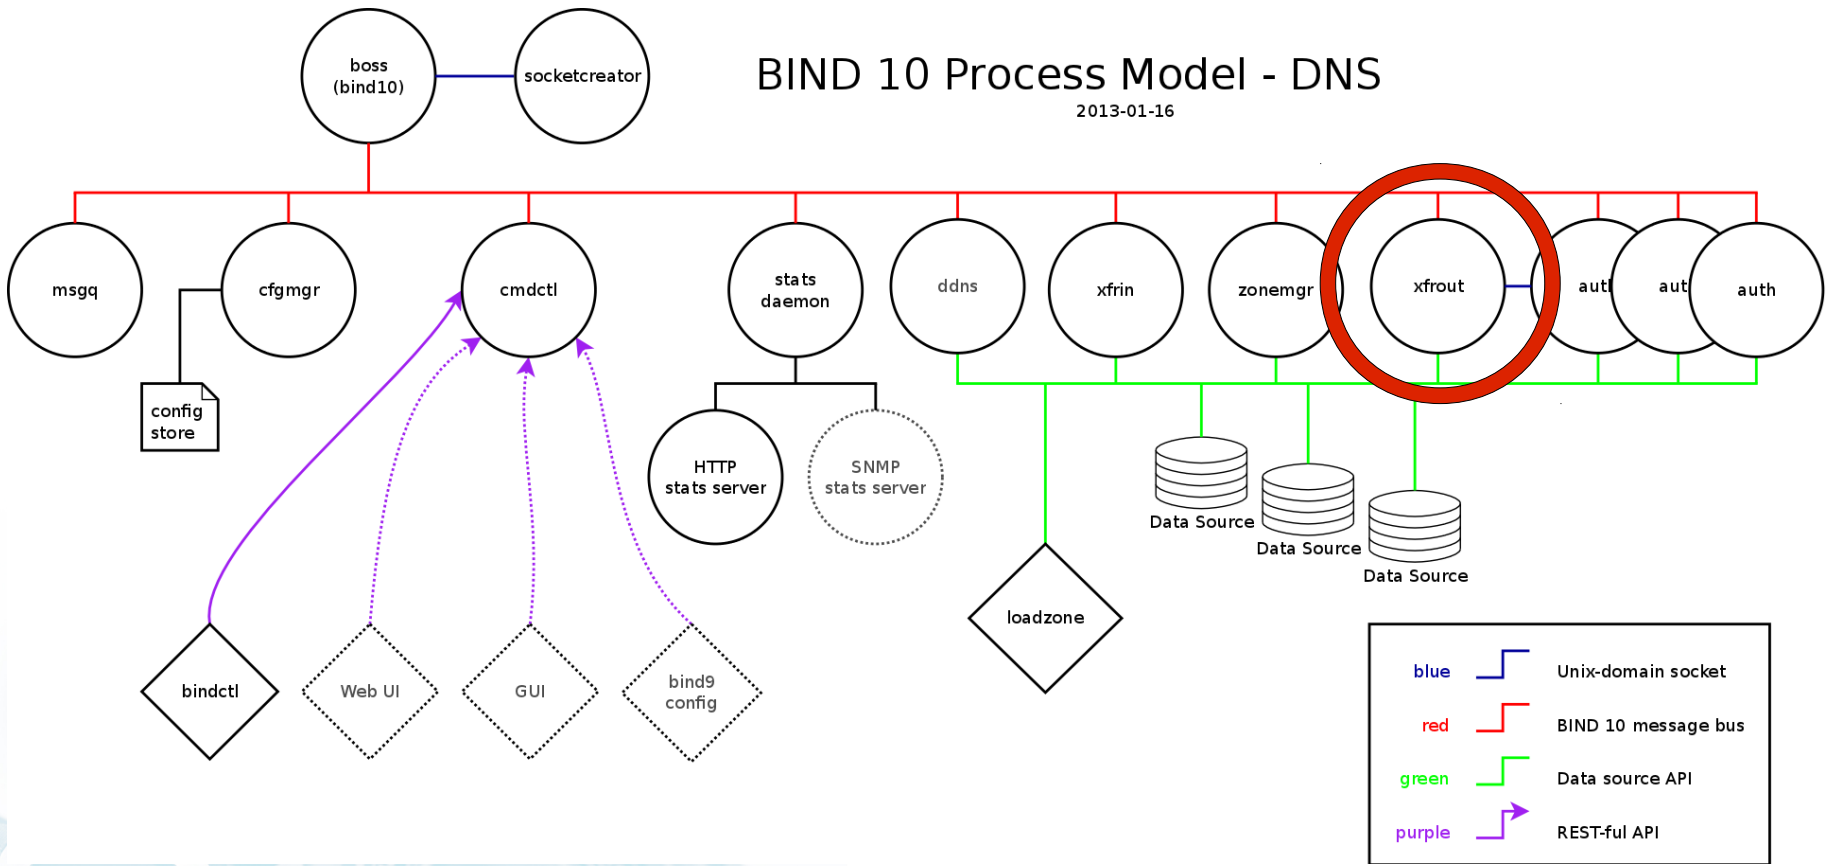 BIND 10 Process Model - DNS
2013-01-16
boss
(bind10)
socketcreator
msgq
cfgmgr
cmdctl
stats
daemon
ddns
xfrin
zonemgr
xfrout
auth
config
store
HTTP
stats server
SNMP
stats server
Data Source
Data Source
Data Source
loadzone
bindctl
Web UI
GUI
bind9
config
blue Unix-domain socket
red BIND 10 message bus
green Data source API
purple REST-ful API